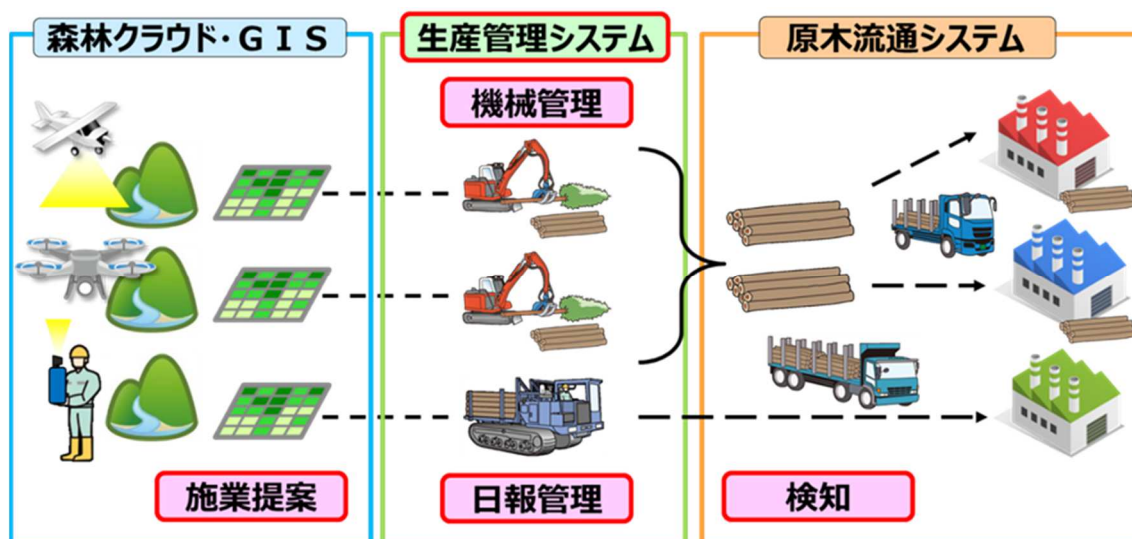 森林クラウド・ＧＩＳ
生産管理システム
原木流通システム
機械管理
施業提案
日報管理
検知